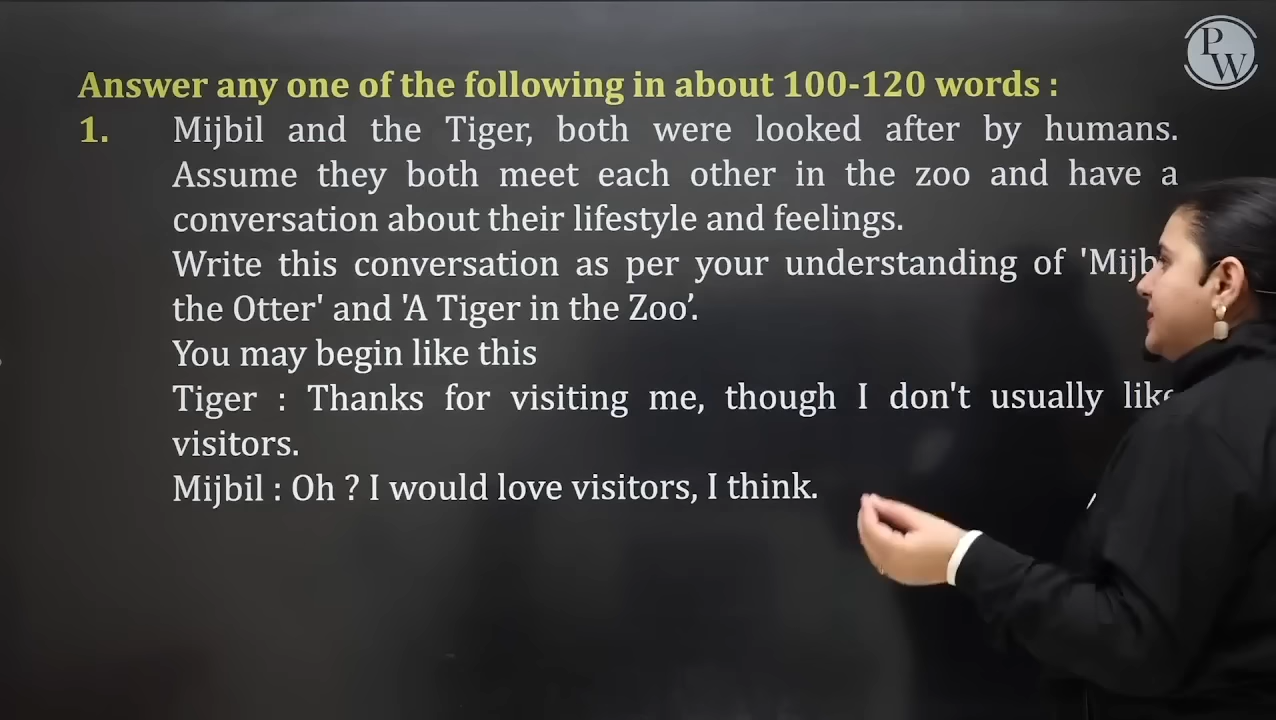 P
W
Answer any one of the following in about 100-120 words :
1. Mijbil and the Tiger, both were looked after by humans.
Assume they both meet each other in the zoo and have a
conversation about their lifestyle and feelings.
Write this conversation as per your understanding of 'Mijb
the Otter' and 'A Tiger in the Zoo'.
You may begin like this
Tiger : Thanks for visiting me, though I don't usually like
visitors.
Mijbil : Oh ? I would love visitors, I think.